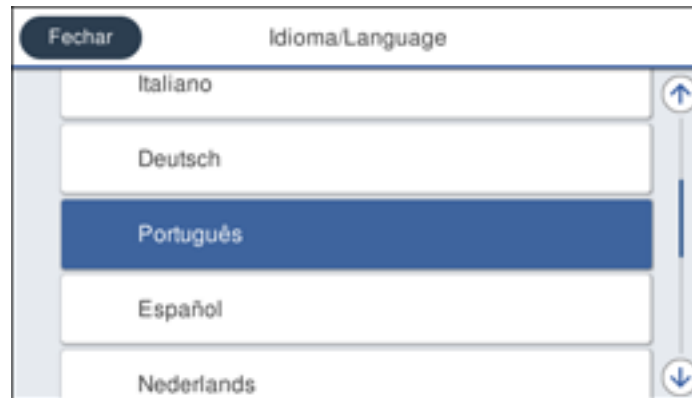 Fechar
Idioma/Language
Italiano
Deutsch
Português
Español
Nederlands